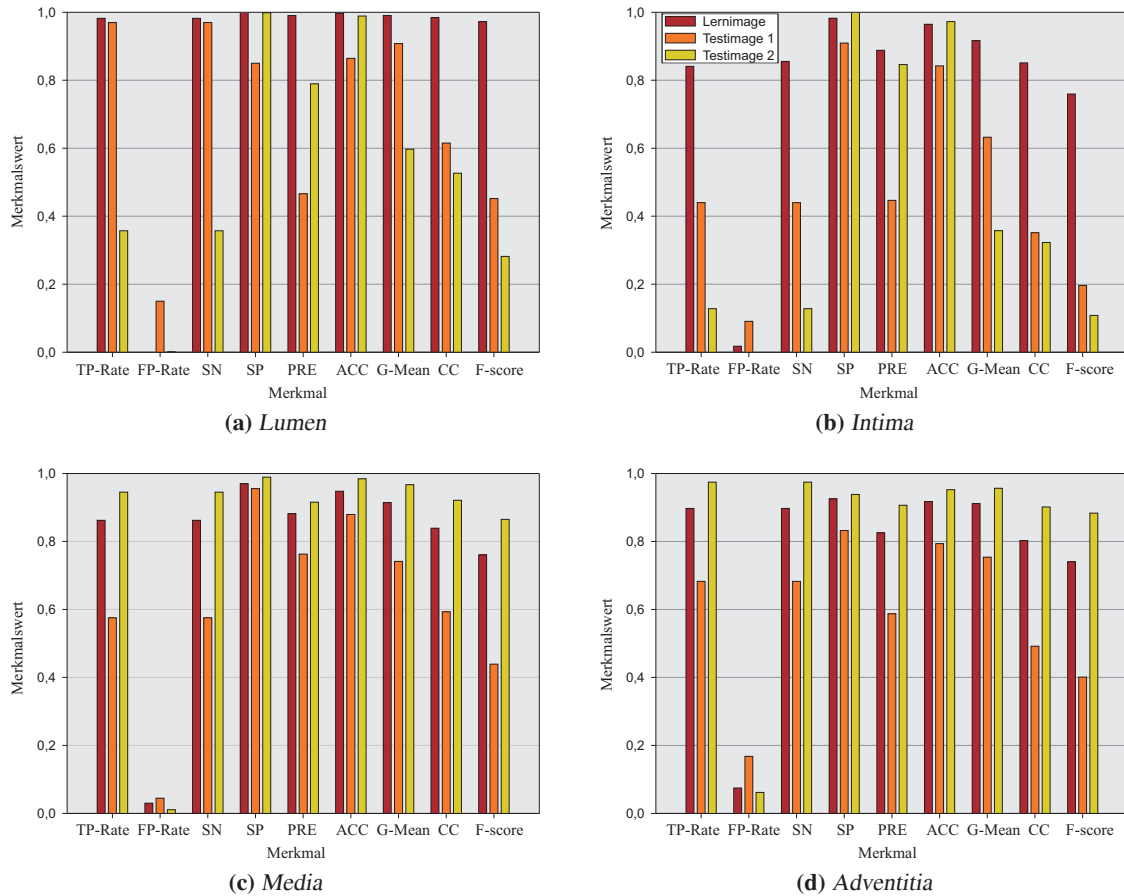 1,0
0,8
0,6
0,4
0,2
0,0
Merkmalswert
TP-Rate FP-Rate SN SP PRE ACC G-Mean CC F-score
Merkmal
(a) Lumen
Lernimage
Testimage 1
Testimage 2
1,0
0,8
0,6
0,4
0,2
0,0
Merkmalswert
TP-Rate FP-Rate SN SP PRE ACC G-Mean CC F-score
Merkmal
(b) Intima
1,0
0,8
0,6
0,4
0,2
0,0
Merkmalswert
TP-Rate FP-Rate SN SP PRE ACC G-Mean CC F-score
Merkmal
(c) Media
1,0
0,8
0,6
0,4
0,2
0,0
Merkmalswert
TP-Rate FP-Rate SN SP PRE ACC G-Mean CC F-score
Merkmal
(d) Adventitia